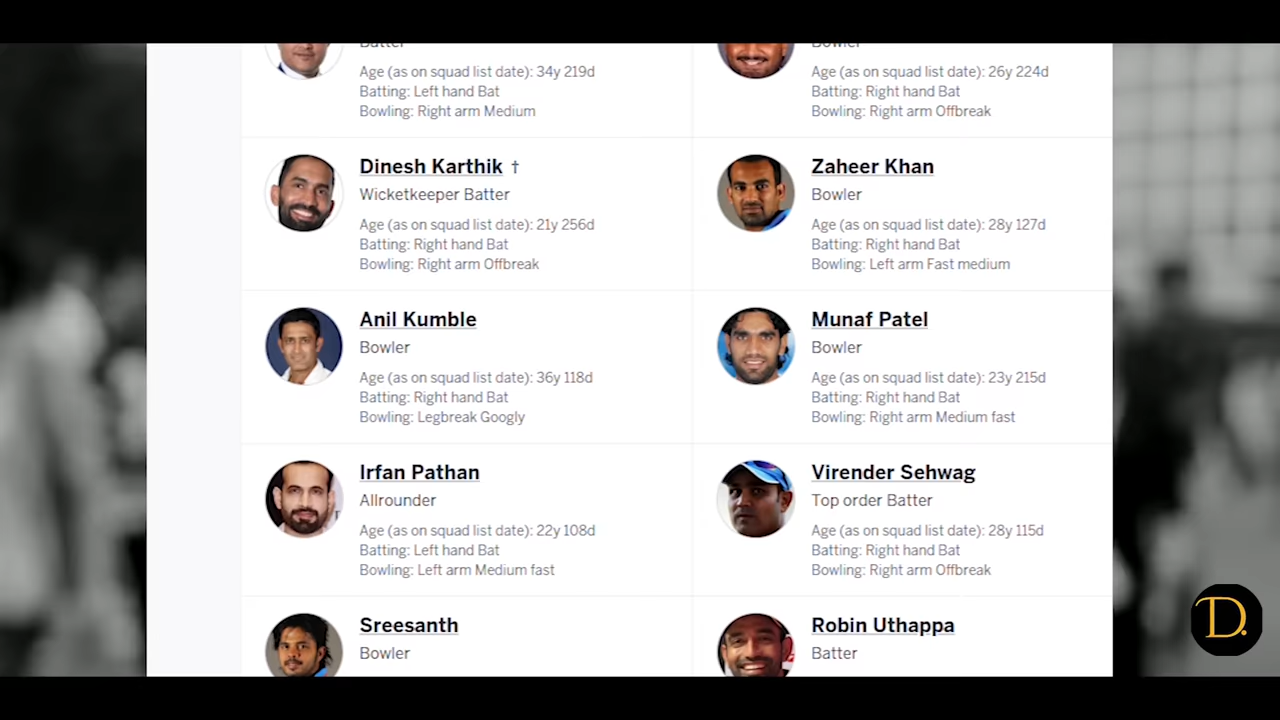 Batter
Age (as on squad list date): 34y 219d
Batting: Left hand Bat
Bowling: Right arm Medium
Bowler
Age (as on squad list date): 26y 224d
Batting: Right hand Bat
Bowling: Right arm Offbreak
Dinesh Karthik †
Wicketkeeper Batter
Age (as on squad list date): 21y 256d
Batting: Right hand Bat
Bowling: Right arm Offbreak
Zaheer Khan
Bowler
Age (as on squad list date): 28y 127d
Batting: Right hand Bat
Bowling: Left arm Fast medium
Anil Kumble
Bowler
Age (as on squad list date): 36y 118d
Batting: Right hand Bat
Bowling: Legbreak Googly
Munaf Patel
Bowler
Age (as on squad list date): 23y 215d
Batting: Right hand Bat
Bowling: Right arm Medium fast
Irfan Pathan
Allrounder
Age (as on squad list date): 22y 108d
Batting: Left hand Bat
Bowling: Left arm Medium fast
Virender Sehwag
Top order Batter
Age (as on squad list date): 28y 115d
Batting: Right hand Bat
Bowling: Right arm Offbreak
Sreesanth
Bowler
Robin Uthappa
Batter
D.